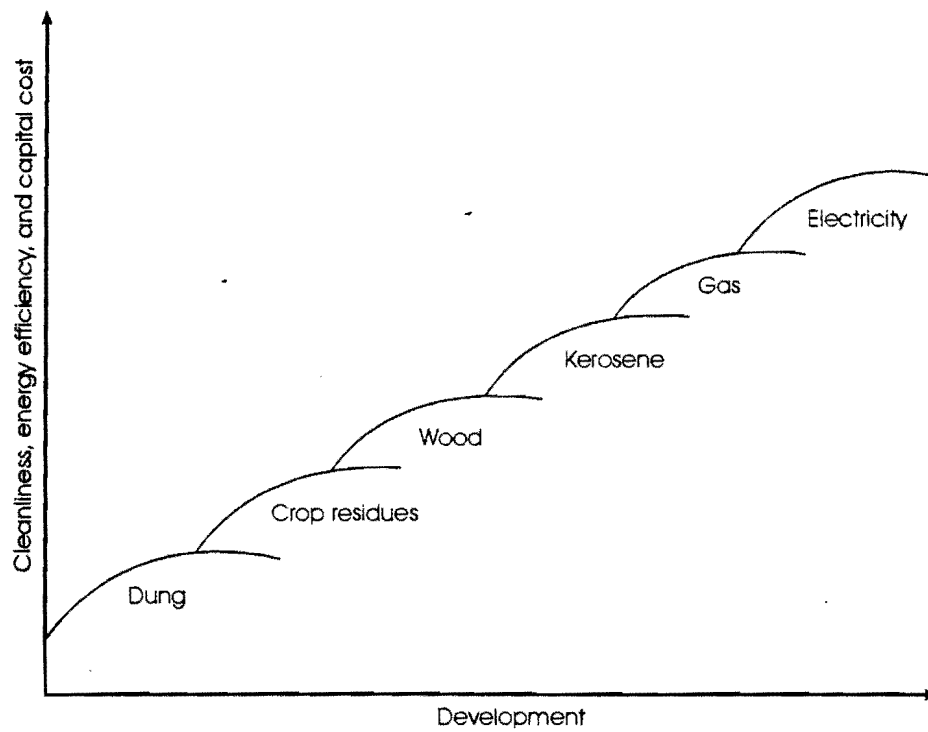 Cleanliness, energy efficiency, and capital cost
Electricity
Gas
Kerosene
Wood
Crop residues
Dung
Development